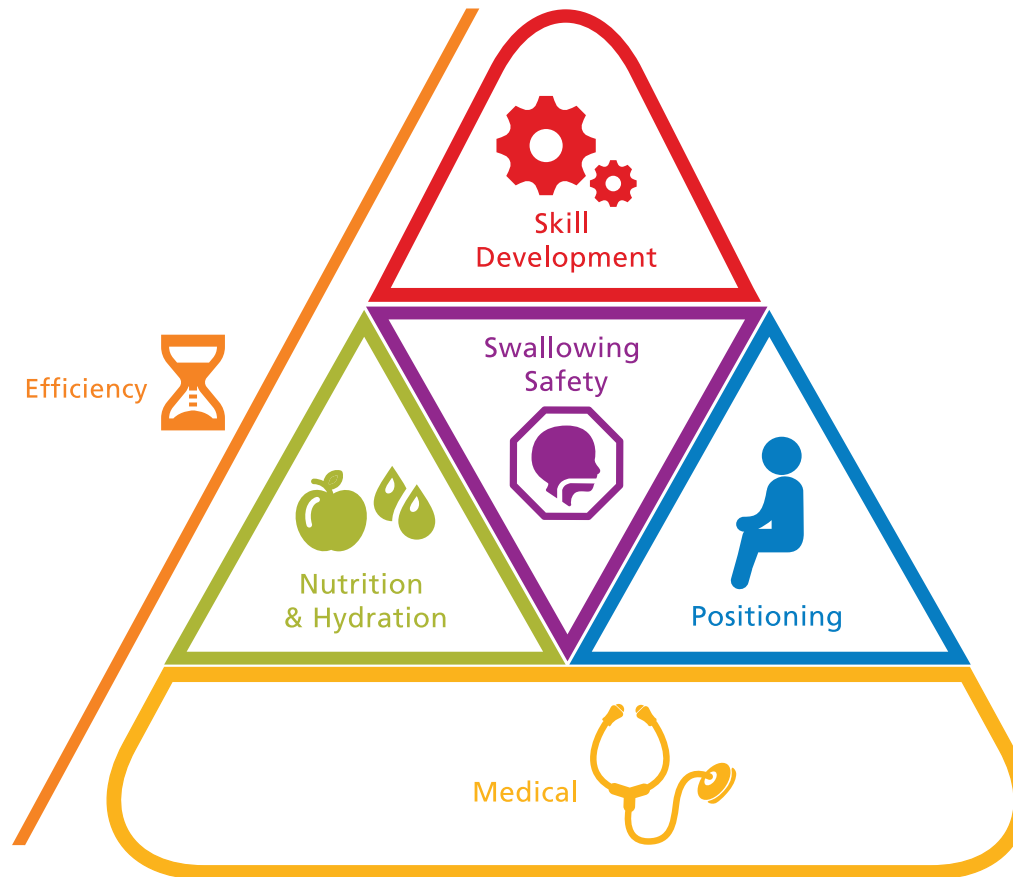 Skill
Development
Swallowing
Safety
Efficiency
Nutrition
& Hydration
Positioning
Medical